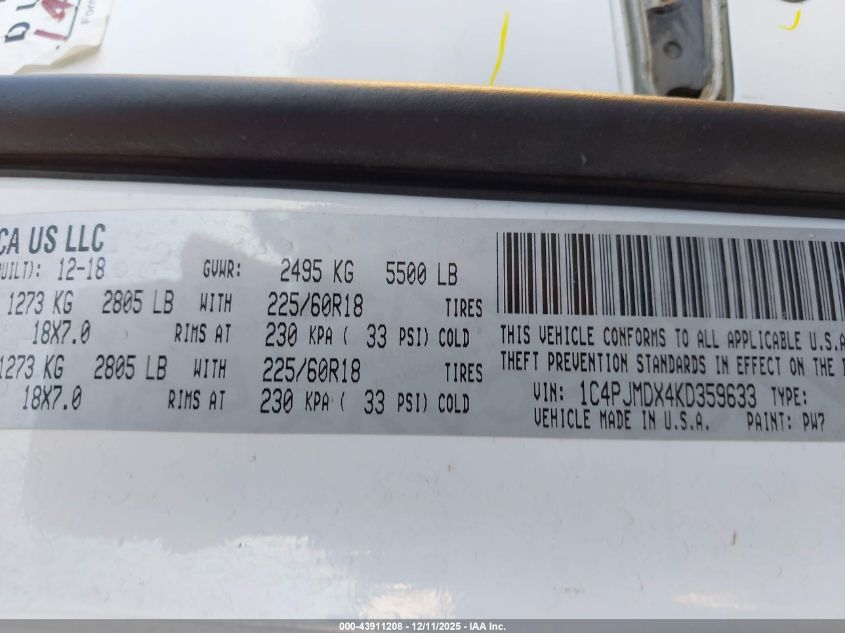 Form
CA US LLC
UILT): 12-18 GVWR: 2495 KG 5500 LB
1273 KG 2805 LB WITH 225/60R18 TIRES
18X7.0 RIMS AT 230 KPA ( 33 PSI) COLD
1273 KG 2805 LB WITH 225/60R18 TIRES
18X7.0 RIMS AT 230 KPA ( 33 PSI) COLD
THIS VEHICLE CONFORMS TO ALL APPLICABLE U.S.A
THEFT PREVENTION STANDARDS IN EFFECT ON THE
VIN: 1C4PJMDX4KD359633 TYPE:
VEHICLE MADE IN U.S.A. PAINT: PW7
000-43911208 - 12/11/2025 - IAA Inc.